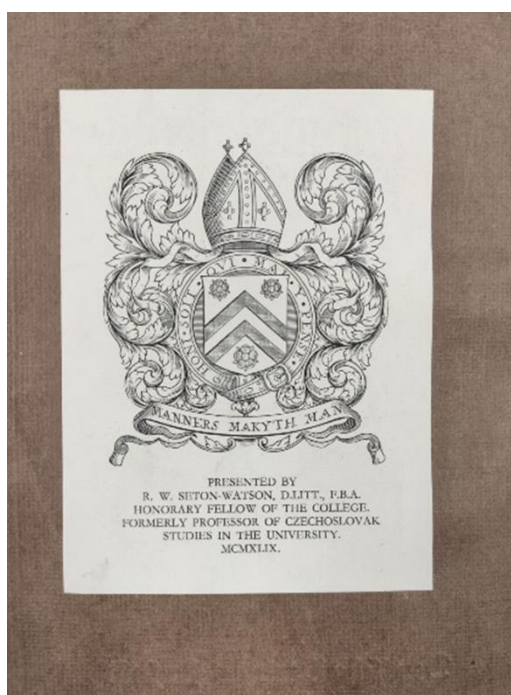 HONI · SOIT · QVI · MAL · Y · PENSE
MANNERS MAKYTH MAN
PRESENTED BY
R. W. SETON-WATSON, D.LITT., F.B.A.
HONORARY FELLOW OF THE COLLEGE.
FORMERLY PROFESSOR OF CZECHOSLOVAK
STUDIES IN THE UNIVERSITY.
MCMXLIX.